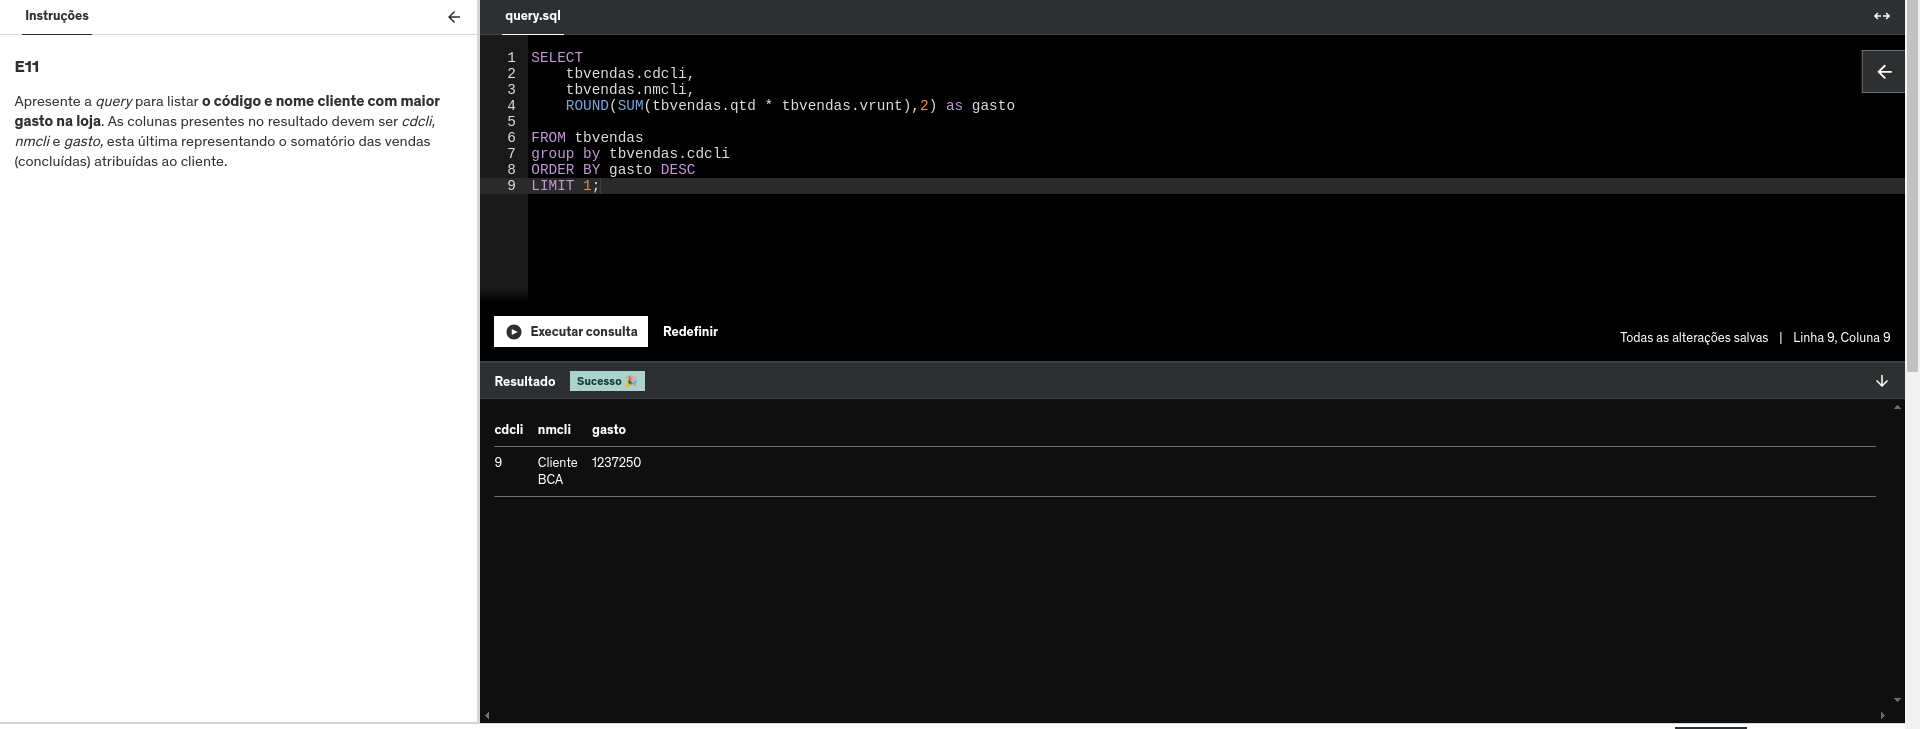 Instruções
E11
Apresente a query para listar o código e nome cliente com maior
gasto na loja. As colunas presentes no resultado devem ser cdcli,
nmcli e gasto, esta última representando o somatório das vendas
(concluídas) atribuídas ao cliente.
query.sql
1 SELECT
2     tbvendas.cdcli,
3     tbvendas.nmcli,
4     ROUND(SUM(tbvendas.qtd * tbvendas.vrunt),2) as gasto
5
6 FROM tbvendas
7 group by tbvendas.cdcli
8 ORDER BY gasto DESC
9 LIMIT 1;
Executar consulta Redefinir
Todas as alterações salvas | Linha 9, Coluna 9
Resultado Sucesso 🎉
cdcli nmcli gasto
9 Cliente 1237250
BCA